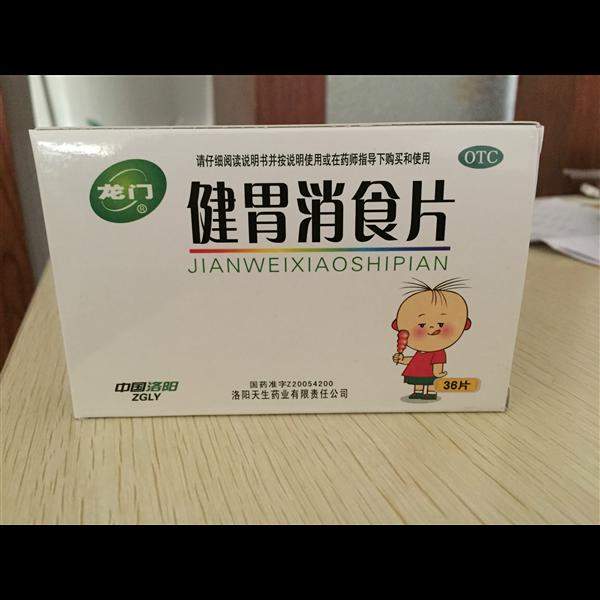 请仔细阅读说明书并按说明使用或在药师指导下购买和使用
OTC
龙门
®
健胃消食片
JIANWEIXIAOSHIPIAN
36片
中国洛阳
ZGLY
国药准字Z20054200
洛阳天生药业有限责任公司